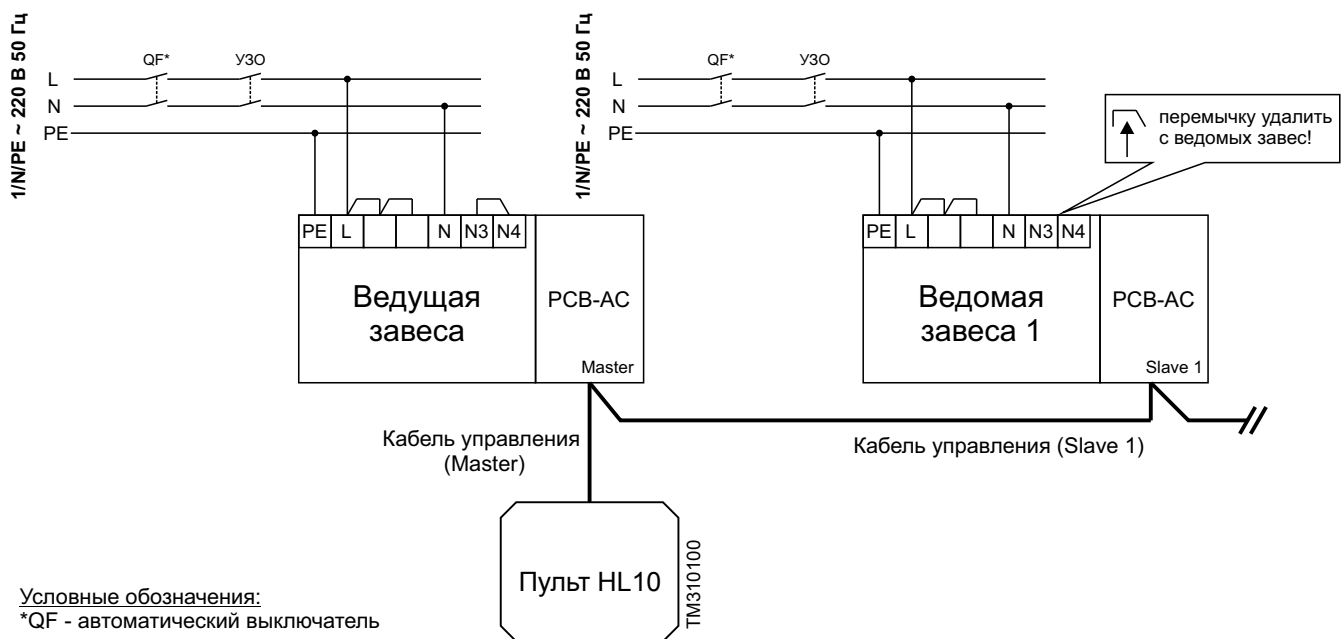 1/N/PE ~ 220 В 50 Гц
QF*
УЗО
L
N
PE
1/N/PE ~ 220 В 50 Гц
QF*
УЗО
L
N
PE
перемычку удалить
с ведомых завес!
PE L N N3 N4
Ведущая
завеса
PCB-AC
Master
PE L N N3 N4
Ведомая
завеса 1
PCB-AC
Slave 1
Кабель управления
(Master)
Кабель управления (Slave 1)
Пульт HL10
TM310100
Условные обозначения:
*QF - автоматический выключатель